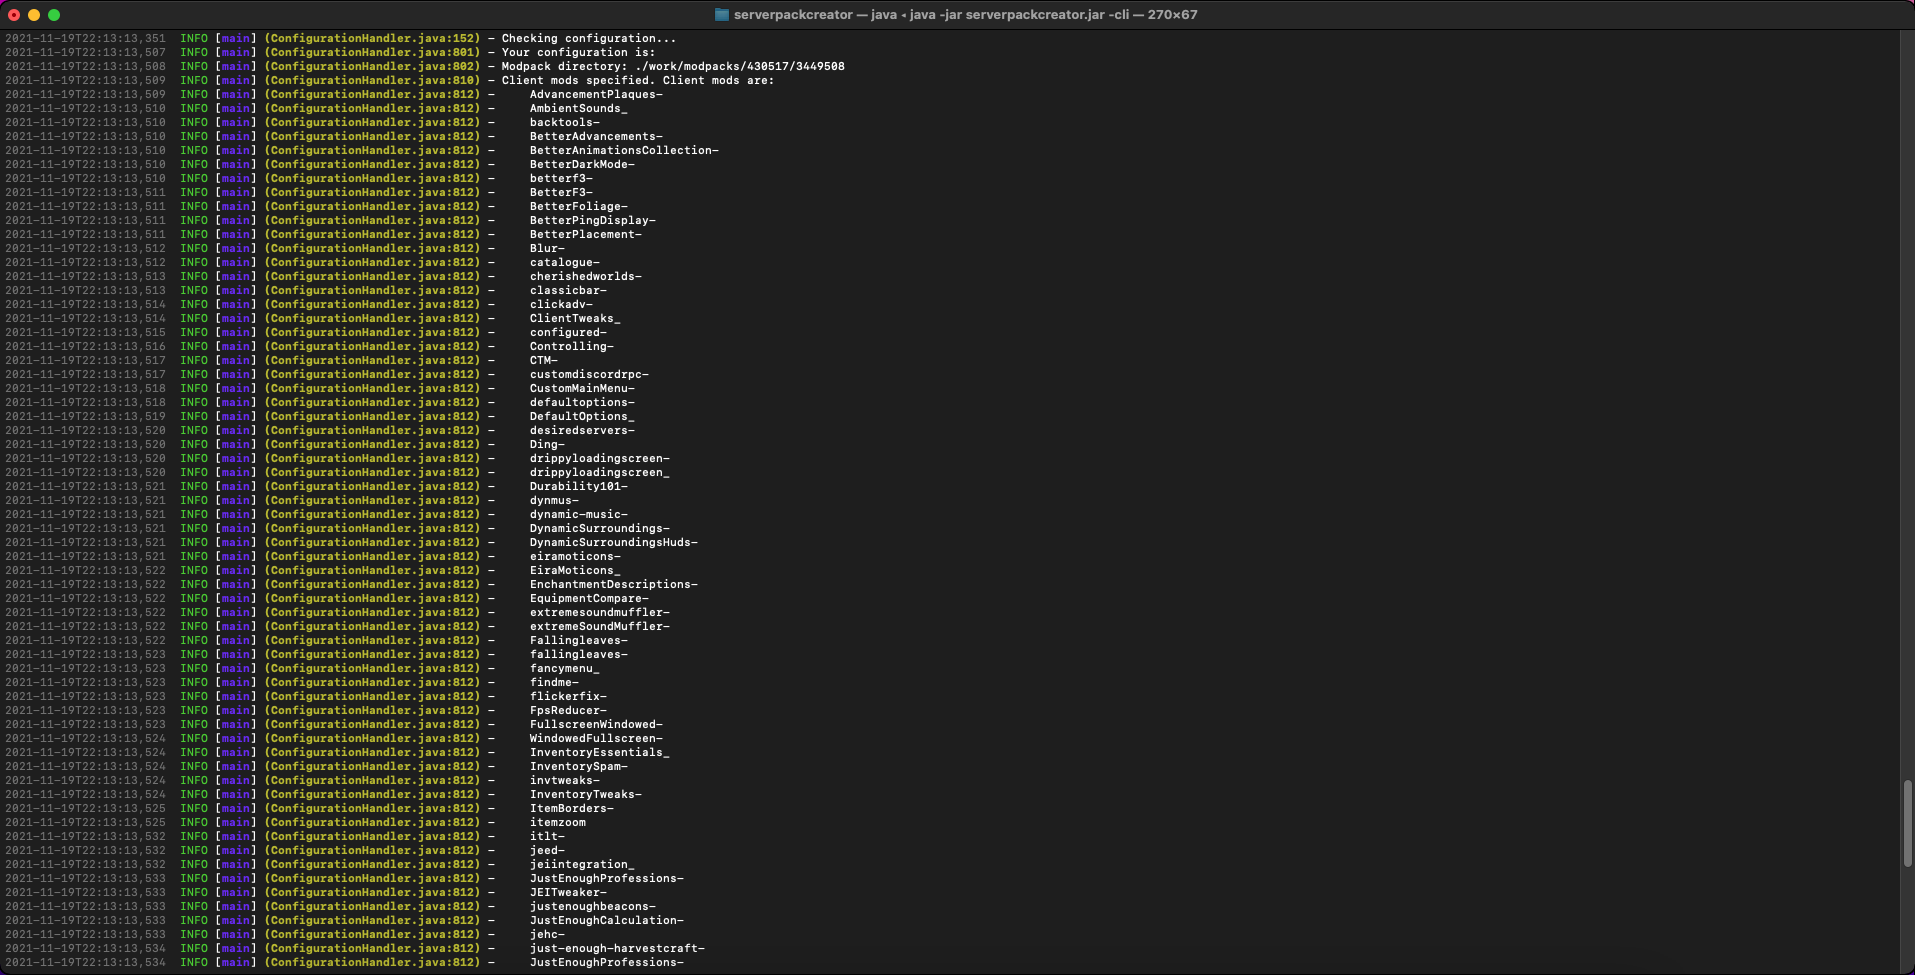 serverpackcreator — java ◂ java -jar serverpackcreator.jar -cli — 270×67
2021-11-19T22:13:13,351  INFO [main] (ConfigurationHandler.java:152) - Checking configuration...
2021-11-19T22:13:13,507  INFO [main] (ConfigurationHandler.java:801) - Your configuration is:
2021-11-19T22:13:13,508  INFO [main] (ConfigurationHandler.java:802) - Modpack directory: ./work/modpacks/430517/3449508
2021-11-19T22:13:13,509  INFO [main] (ConfigurationHandler.java:810) - Client mods specified. Client mods are:
2021-11-19T22:13:13,509  INFO [main] (ConfigurationHandler.java:812) -     AdvancementPlaques-
2021-11-19T22:13:13,510  INFO [main] (ConfigurationHandler.java:812) -     AmbientSounds_
2021-11-19T22:13:13,510  INFO [main] (ConfigurationHandler.java:812) -     backtools-
2021-11-19T22:13:13,510  INFO [main] (ConfigurationHandler.java:812) -     BetterAdvancements-
2021-11-19T22:13:13,510  INFO [main] (ConfigurationHandler.java:812) -     BetterAnimationsCollection-
2021-11-19T22:13:13,510  INFO [main] (ConfigurationHandler.java:812) -     BetterDarkMode-
2021-11-19T22:13:13,510  INFO [main] (ConfigurationHandler.java:812) -     betterf3-
2021-11-19T22:13:13,511  INFO [main] (ConfigurationHandler.java:812) -     BetterF3-
2021-11-19T22:13:13,511  INFO [main] (ConfigurationHandler.java:812) -     BetterFoliage-
2021-11-19T22:13:13,511  INFO [main] (ConfigurationHandler.java:812) -     BetterPingDisplay-
2021-11-19T22:13:13,511  INFO [main] (ConfigurationHandler.java:812) -     BetterPlacement-
2021-11-19T22:13:13,512  INFO [main] (ConfigurationHandler.java:812) -     Blur-
2021-11-19T22:13:13,512  INFO [main] (ConfigurationHandler.java:812) -     catalogue-
2021-11-19T22:13:13,513  INFO [main] (ConfigurationHandler.java:812) -     cherishedworlds-
2021-11-19T22:13:13,513  INFO [main] (ConfigurationHandler.java:812) -     classicbar-
2021-11-19T22:13:13,514  INFO [main] (ConfigurationHandler.java:812) -     clickadv-
2021-11-19T22:13:13,514  INFO [main] (ConfigurationHandler.java:812) -     ClientTweaks_
2021-11-19T22:13:13,515  INFO [main] (ConfigurationHandler.java:812) -     configured-
2021-11-19T22:13:13,516  INFO [main] (ConfigurationHandler.java:812) -     Controlling-
2021-11-19T22:13:13,517  INFO [main] (ConfigurationHandler.java:812) -     CTM-
2021-11-19T22:13:13,517  INFO [main] (ConfigurationHandler.java:812) -     customdiscordrpc-
2021-11-19T22:13:13,518  INFO [main] (ConfigurationHandler.java:812) -     CustomMainMenu-
2021-11-19T22:13:13,518  INFO [main] (ConfigurationHandler.java:812) -     defaultoptions-
2021-11-19T22:13:13,519  INFO [main] (ConfigurationHandler.java:812) -     DefaultOptions_
2021-11-19T22:13:13,520  INFO [main] (ConfigurationHandler.java:812) -     desiredservers-
2021-11-19T22:13:13,520  INFO [main] (ConfigurationHandler.java:812) -     Ding-
2021-11-19T22:13:13,520  INFO [main] (ConfigurationHandler.java:812) -     drippyloadingscreen-
2021-11-19T22:13:13,520  INFO [main] (ConfigurationHandler.java:812) -     drippyloadingscreen_
2021-11-19T22:13:13,521  INFO [main] (ConfigurationHandler.java:812) -     Durability101-
2021-11-19T22:13:13,521  INFO [main] (ConfigurationHandler.java:812) -     dynmus-
2021-11-19T22:13:13,521  INFO [main] (ConfigurationHandler.java:812) -     dynamic-music-
2021-11-19T22:13:13,521  INFO [main] (ConfigurationHandler.java:812) -     DynamicSurroundings-
2021-11-19T22:13:13,521  INFO [main] (ConfigurationHandler.java:812) -     DynamicSurroundingsHuds-
2021-11-19T22:13:13,521  INFO [main] (ConfigurationHandler.java:812) -     eiramoticons-
2021-11-19T22:13:13,522  INFO [main] (ConfigurationHandler.java:812) -     EiraMoticons_
2021-11-19T22:13:13,522  INFO [main] (ConfigurationHandler.java:812) -     EnchantmentDescriptions-
2021-11-19T22:13:13,522  INFO [main] (ConfigurationHandler.java:812) -     EquipmentCompare-
2021-11-19T22:13:13,522  INFO [main] (ConfigurationHandler.java:812) -     extremesoundmuffler-
2021-11-19T22:13:13,522  INFO [main] (ConfigurationHandler.java:812) -     extremeSoundMuffler-
2021-11-19T22:13:13,522  INFO [main] (ConfigurationHandler.java:812) -     Fallingleaves-
2021-11-19T22:13:13,523  INFO [main] (ConfigurationHandler.java:812) -     fallingleaves-
2021-11-19T22:13:13,523  INFO [main] (ConfigurationHandler.java:812) -     fancymenu_
2021-11-19T22:13:13,523  INFO [main] (ConfigurationHandler.java:812) -     findme-
2021-11-19T22:13:13,523  INFO [main] (ConfigurationHandler.java:812) -     flickerfix-
2021-11-19T22:13:13,523  INFO [main] (ConfigurationHandler.java:812) -     FpsReducer-
2021-11-19T22:13:13,523  INFO [main] (ConfigurationHandler.java:812) -     FullscreenWindowed-
2021-11-19T22:13:13,524  INFO [main] (ConfigurationHandler.java:812) -     WindowedFullscreen-
2021-11-19T22:13:13,524  INFO [main] (ConfigurationHandler.java:812) -     InventoryEssentials_
2021-11-19T22:13:13,524  INFO [main] (ConfigurationHandler.java:812) -     InventorySpam-
2021-11-19T22:13:13,524  INFO [main] (ConfigurationHandler.java:812) -     invtweaks-
2021-11-19T22:13:13,524  INFO [main] (ConfigurationHandler.java:812) -     InventoryTweaks-
2021-11-19T22:13:13,525  INFO [main] (ConfigurationHandler.java:812) -     ItemBorders-
2021-11-19T22:13:13,525  INFO [main] (ConfigurationHandler.java:812) -     itemzoom
2021-11-19T22:13:13,532  INFO [main] (ConfigurationHandler.java:812) -     itlt-
2021-11-19T22:13:13,532  INFO [main] (ConfigurationHandler.java:812) -     jeed-
2021-11-19T22:13:13,532  INFO [main] (ConfigurationHandler.java:812) -     jeiintegration_
2021-11-19T22:13:13,533  INFO [main] (ConfigurationHandler.java:812) -     JustEnoughProfessions-
2021-11-19T22:13:13,533  INFO [main] (ConfigurationHandler.java:812) -     JEITweaker-
2021-11-19T22:13:13,533  INFO [main] (ConfigurationHandler.java:812) -     justenoughbeacons-
2021-11-19T22:13:13,533  INFO [main] (ConfigurationHandler.java:812) -     JustEnoughCalculation-
2021-11-19T22:13:13,533  INFO [main] (ConfigurationHandler.java:812) -     jehc-
2021-11-19T22:13:13,534  INFO [main] (ConfigurationHandler.java:812) -     just-enough-harvestcraft-
2021-11-19T22:13:13,534  INFO [main] (ConfigurationHandler.java:812) -     JustEnoughProfessions-